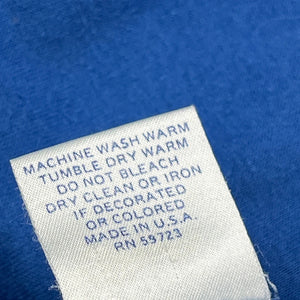 MACHINE WASH WARM
TUMBLE DRY WARM
DO NOT BLEACH
DRY CLEAN OR IRON
IF DECORATED
OR COLORED
MADE IN U.S.A.
RN 59723